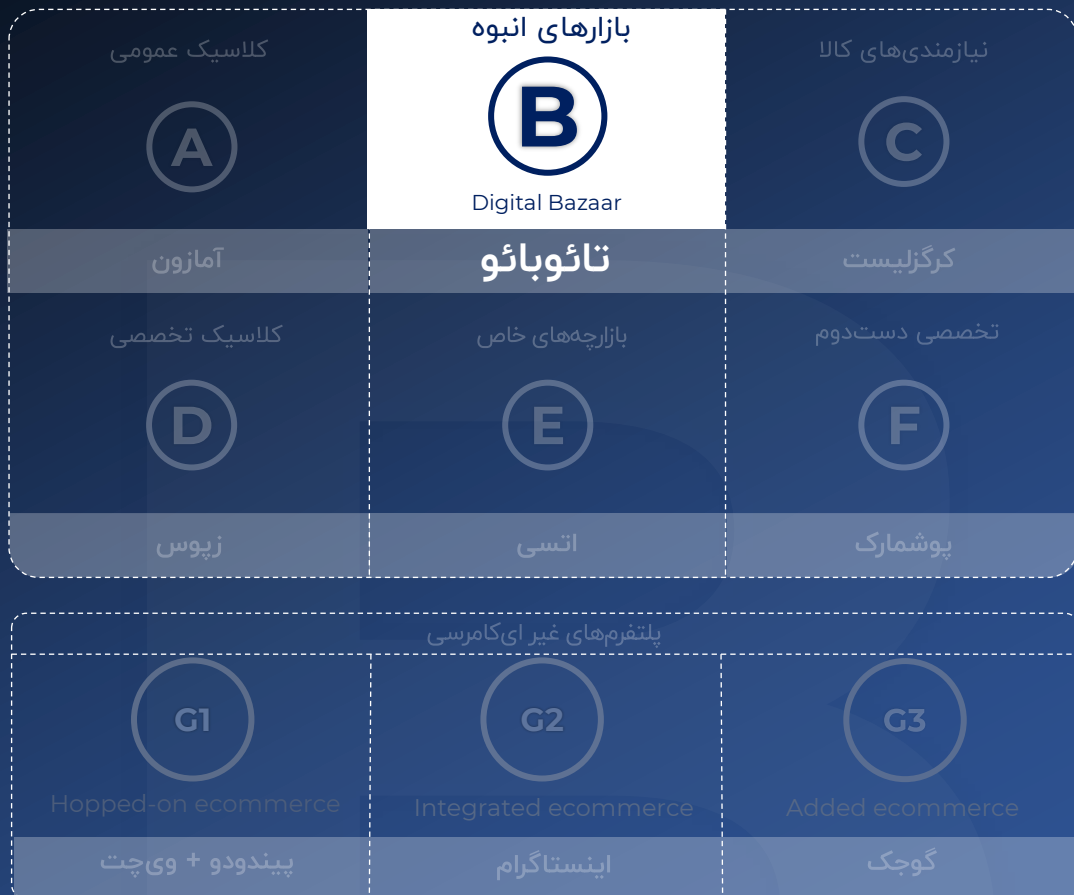 کلاسیک عمومی
A
آمازون
بازارهای انبوه
B
Digital Bazaar
تائوبائو
نیازمندی‌های کالا
C
کرگزلیست
کلاسیک تخصصی
D
زپوس
بازارچه‌های خاص
E
اتسی
تخصصی دست‌دوم
F
پوشمارک
پلتفرم‌های غیر ای‌کامرسی
G1
Hopped-on ecommerce
پیندودو + وی‌چت
G2
Integrated ecommerce
اینستاگرام
G3
Added ecommerce
گوجک